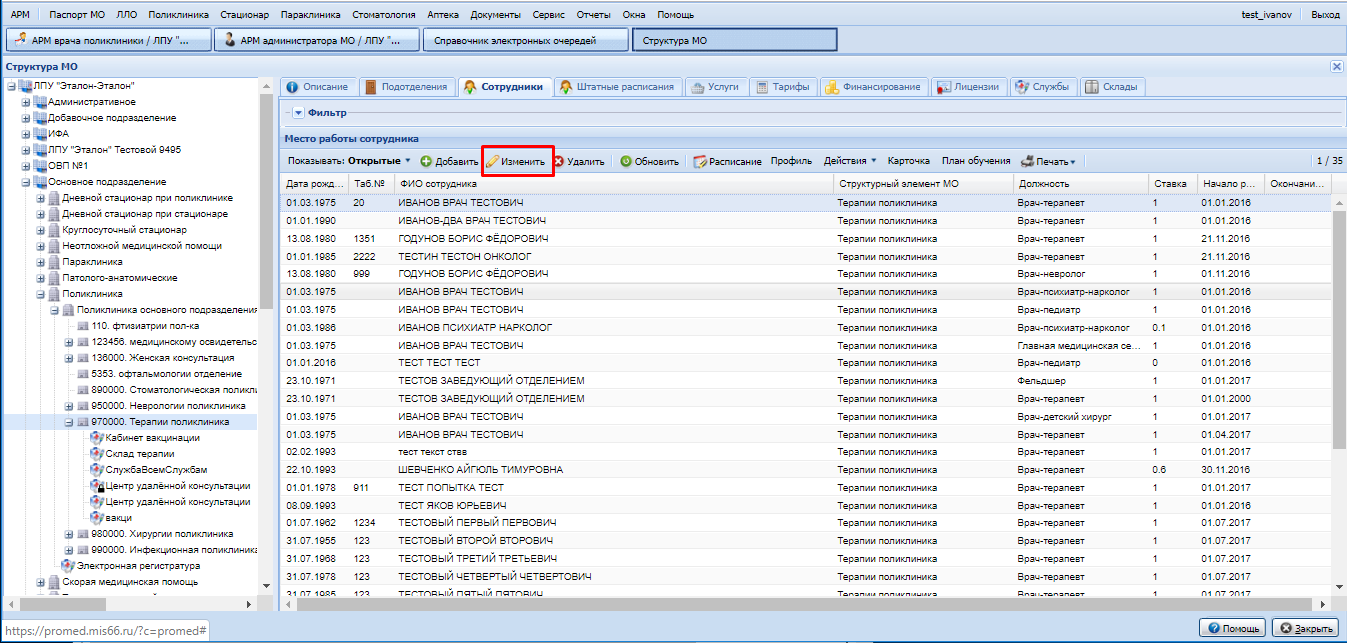 АРМ Паспорт МО ЛЛО Поликлиника Стационар Параклиника Стоматология Аптека Документы Сервис Отчеты Окна Помощь test_ivanov Выход
АРМ врача поликлиники / ЛПУ "... АРМ администратора МО / ЛПУ "... Справочник электронных очередей Структура МО
Структура МО
ЛПУ "Эталон-Эталон"
Административное
Добавочное подразделение
ИФА
ЛПУ "Эталон" Тестовой 9495
ОВП №1
Основное подразделение
Дневной стационар при поликлинике
Дневной стационар при стационаре
Круглосуточный стационар
Неотложной медицинской помощи
Параклиника
Патолого-анатомические
Поликлиника
Поликлиника основного подразделения
110. фтизиатрии пол-ка
123456. медицинскому освидетельс
136000. Женская консультация
5353. офтальмологии отделение
890000. Стоматологическая поликл
950000. Неврологии поликлиника
970000. Терапии поликлиника
Кабинет вакцинации
Склад терапии
СлужбаВсемСлужбам
Центр удалённой консультации
Центр удалённой консультации
вакци
980000. Хирургии поликлиника
990000. Инфекционная поликлиника
Электронная регистратура
Скорая медицинская помощь
Описание Подотделения Сотрудники Штатные расписания Услуги Тарифы Финансирование Лицензии Службы Склады
Фильтр
Место работы сотрудника
Показывать: Открытые Добавить Изменить Удалить Обновить Расписание Профиль Действия Карточка План обучения Печать 1 / 35
Дата рожд... Таб.№ ФИО сотрудника Структурный элемент МО Должность Ставка Начало р... Окончани...
01.03.1975 20 ИВАНОВ ВРАЧ ТЕСТОВИЧ Терапии поликлиника Врач-терапевт 1 01.01.2016
01.01.1990 ИВАНОВ-ДВА ВРАЧ ТЕСТОВИЧ Терапии поликлиника Врач-терапевт 1 01.01.2016
13.08.1980 1351 ГОДУНОВ БОРИС ФЁДОРОВИЧ Терапии поликлиника Врач-терапевт 1 21.11.2016
01.01.1985 2222 ТЕСТИН ТЕСТОН ОНКОЛОГ Терапии поликлиника Врач-терапевт 1 21.11.2016
13.08.1980 999 ГОДУНОВ БОРИС ФЁДОРОВИЧ Терапии поликлиника Врач-невролог 1 01.11.2016
01.03.1975 ИВАНОВ ВРАЧ ТЕСТОВИЧ Терапии поликлиника Врач-психиатр-нарколог 1 01.01.2016
01.03.1975 ИВАНОВ ВРАЧ ТЕСТОВИЧ Терапии поликлиника Врач-педиатр 1 01.01.2016
01.03.1986 ИВАНОВ ПСИХИАТР НАРКОЛОГ Терапии поликлиника Врач-психиатр-нарколог 0.1 01.01.2016
01.03.1975 ИВАНОВ ВРАЧ ТЕСТОВИЧ Терапии поликлиника Главная медицинская се... 1 01.01.2016
01.01.2016 ТЕСТ ТЕСТ ТЕСТ Терапии поликлиника Врач-педиатр 0 01.01.2016
23.10.1971 ТЕСТОВ ЗАВЕДУЮЩИЙ ОТДЕЛЕНИЕМ Терапии поликлиника Фельдшер 1 01.01.2017
23.10.1971 ТЕСТОВ ЗАВЕДУЮЩИЙ ОТДЕЛЕНИЕМ Терапии поликлиника Врач-терапевт 1 01.01.2000
01.03.1975 ИВАНОВ ВРАЧ ТЕСТОВИЧ Терапии поликлиника Врач-детский хирург 1 01.01.2017
01.03.1975 ИВАНОВ ВРАЧ ТЕСТОВИЧ Терапии поликлиника Врач-терапевт 1 01.04.2017
02.02.1993 тест текст ствв Терапии поликлиника Врач-терапевт 1 01.01.2017
22.10.1993 ШЕВЧЕНКО АЙГЮЛЬ ТИМУРОВНА Терапии поликлиника Врач-терапевт 0.6 30.11.2016
01.01.1978 911 ТЕСТ ПОПЫТКА ТЕСТ Терапии поликлиника Врач-терапевт 1 01.01.2017
08.09.1993 ТЕСТ ЯКОВ ЮРЬЕВИЧ Терапии поликлиника Врач-терапевт 1 01.01.2016
01.07.1962 1234 ТЕСТОВЫЙ ПЕРВЫЙ ПЕРВОВИЧ Терапии поликлиника Врач-терапевт 1 01.07.2017
31.07.1955 123 ТЕСТОВЫЙ ВТОРОЙ ВТОРОВИЧ Терапии поликлиника Врач-терапевт 1 01.07.2017
31.07.1968 123 ТЕСТОВЫЙ ТРЕТИЙ ТРЕТЬЕВИЧ Терапии поликлиника Врач-терапевт 1 01.07.2017
31.07.1978 123 ТЕСТОВЫЙ ЧЕТВЕРТЫЙ ЧЕТВЕРТОВИЧ Терапии поликлиника Врач-терапевт 1 01.07.2017
31.07.1985 123 ТЕСТОВЫЙ ПЯТЫЙ ПЯТОВИЧ Терапии поликлиника Врач-терапевт 1 01.07.2017
https://promed.mis66.ru/?c=promed# Помощь Закрыть